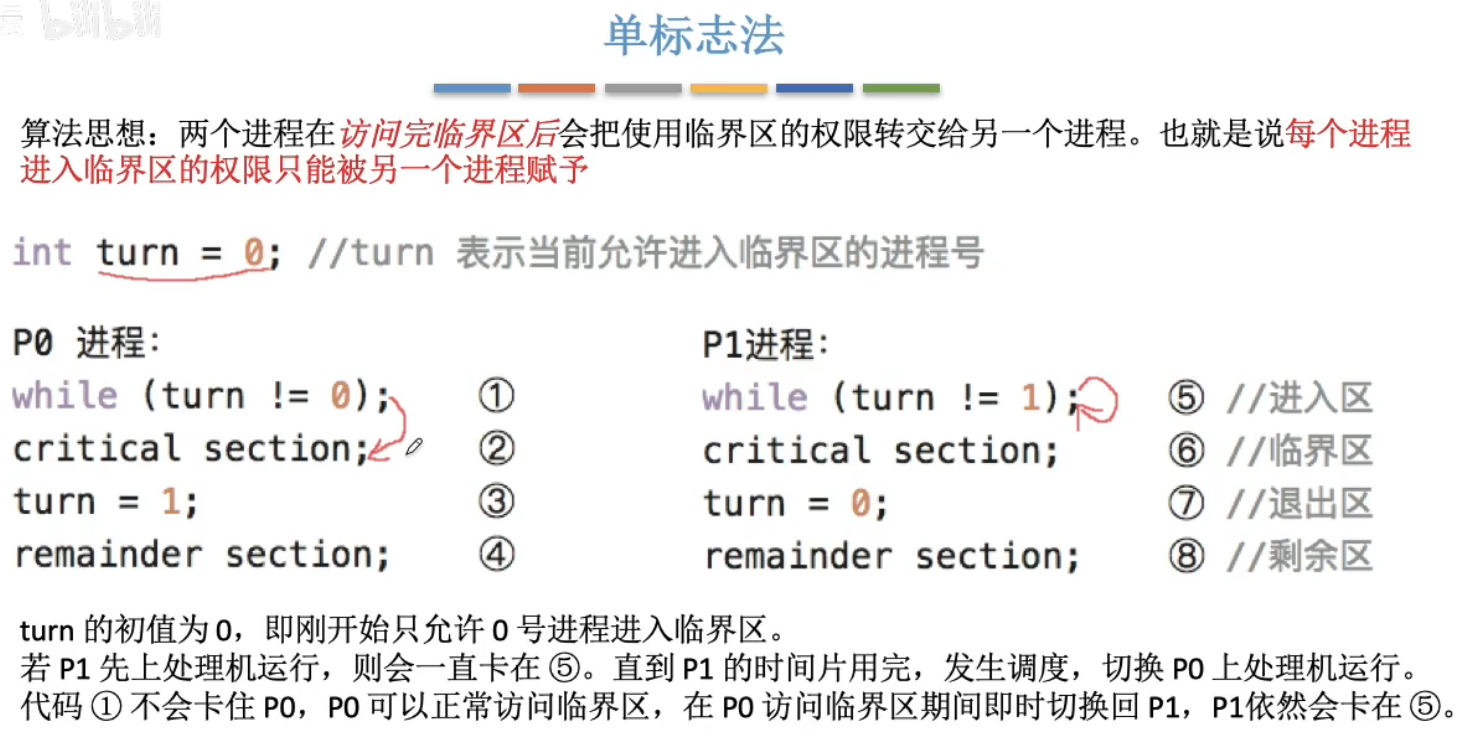 bilibili
单标志法
算法思想：两个进程在访问完临界区后会把使用临界区的权限转交给另一个进程。也就是说每个进程
进入临界区的权限只能被另一个进程赋予
int turn = 0; //turn 表示当前允许进入临界区的进程号
P0 进程： P1进程：
while (turn != 0); ① while (turn != 1); ⑤ //进入区
critical section; ② critical section; ⑥ //临界区
turn = 1; ③ turn = 0; ⑦ //退出区
remainder section; ④ remainder section; ⑧ //剩余区
turn 的初值为 0，即刚开始只允许 0 号进程进入临界区。
若 P1 先上处理机运行，则会一直卡在 ⑤。直到 P1 的时间片用完，发生调度，切换 P0 上处理机运行。
代码 ① 不会卡住 P0，P0 可以正常访问临界区，在 P0 访问临界区期间即时切换回 P1，P1依然会卡在 ⑤。